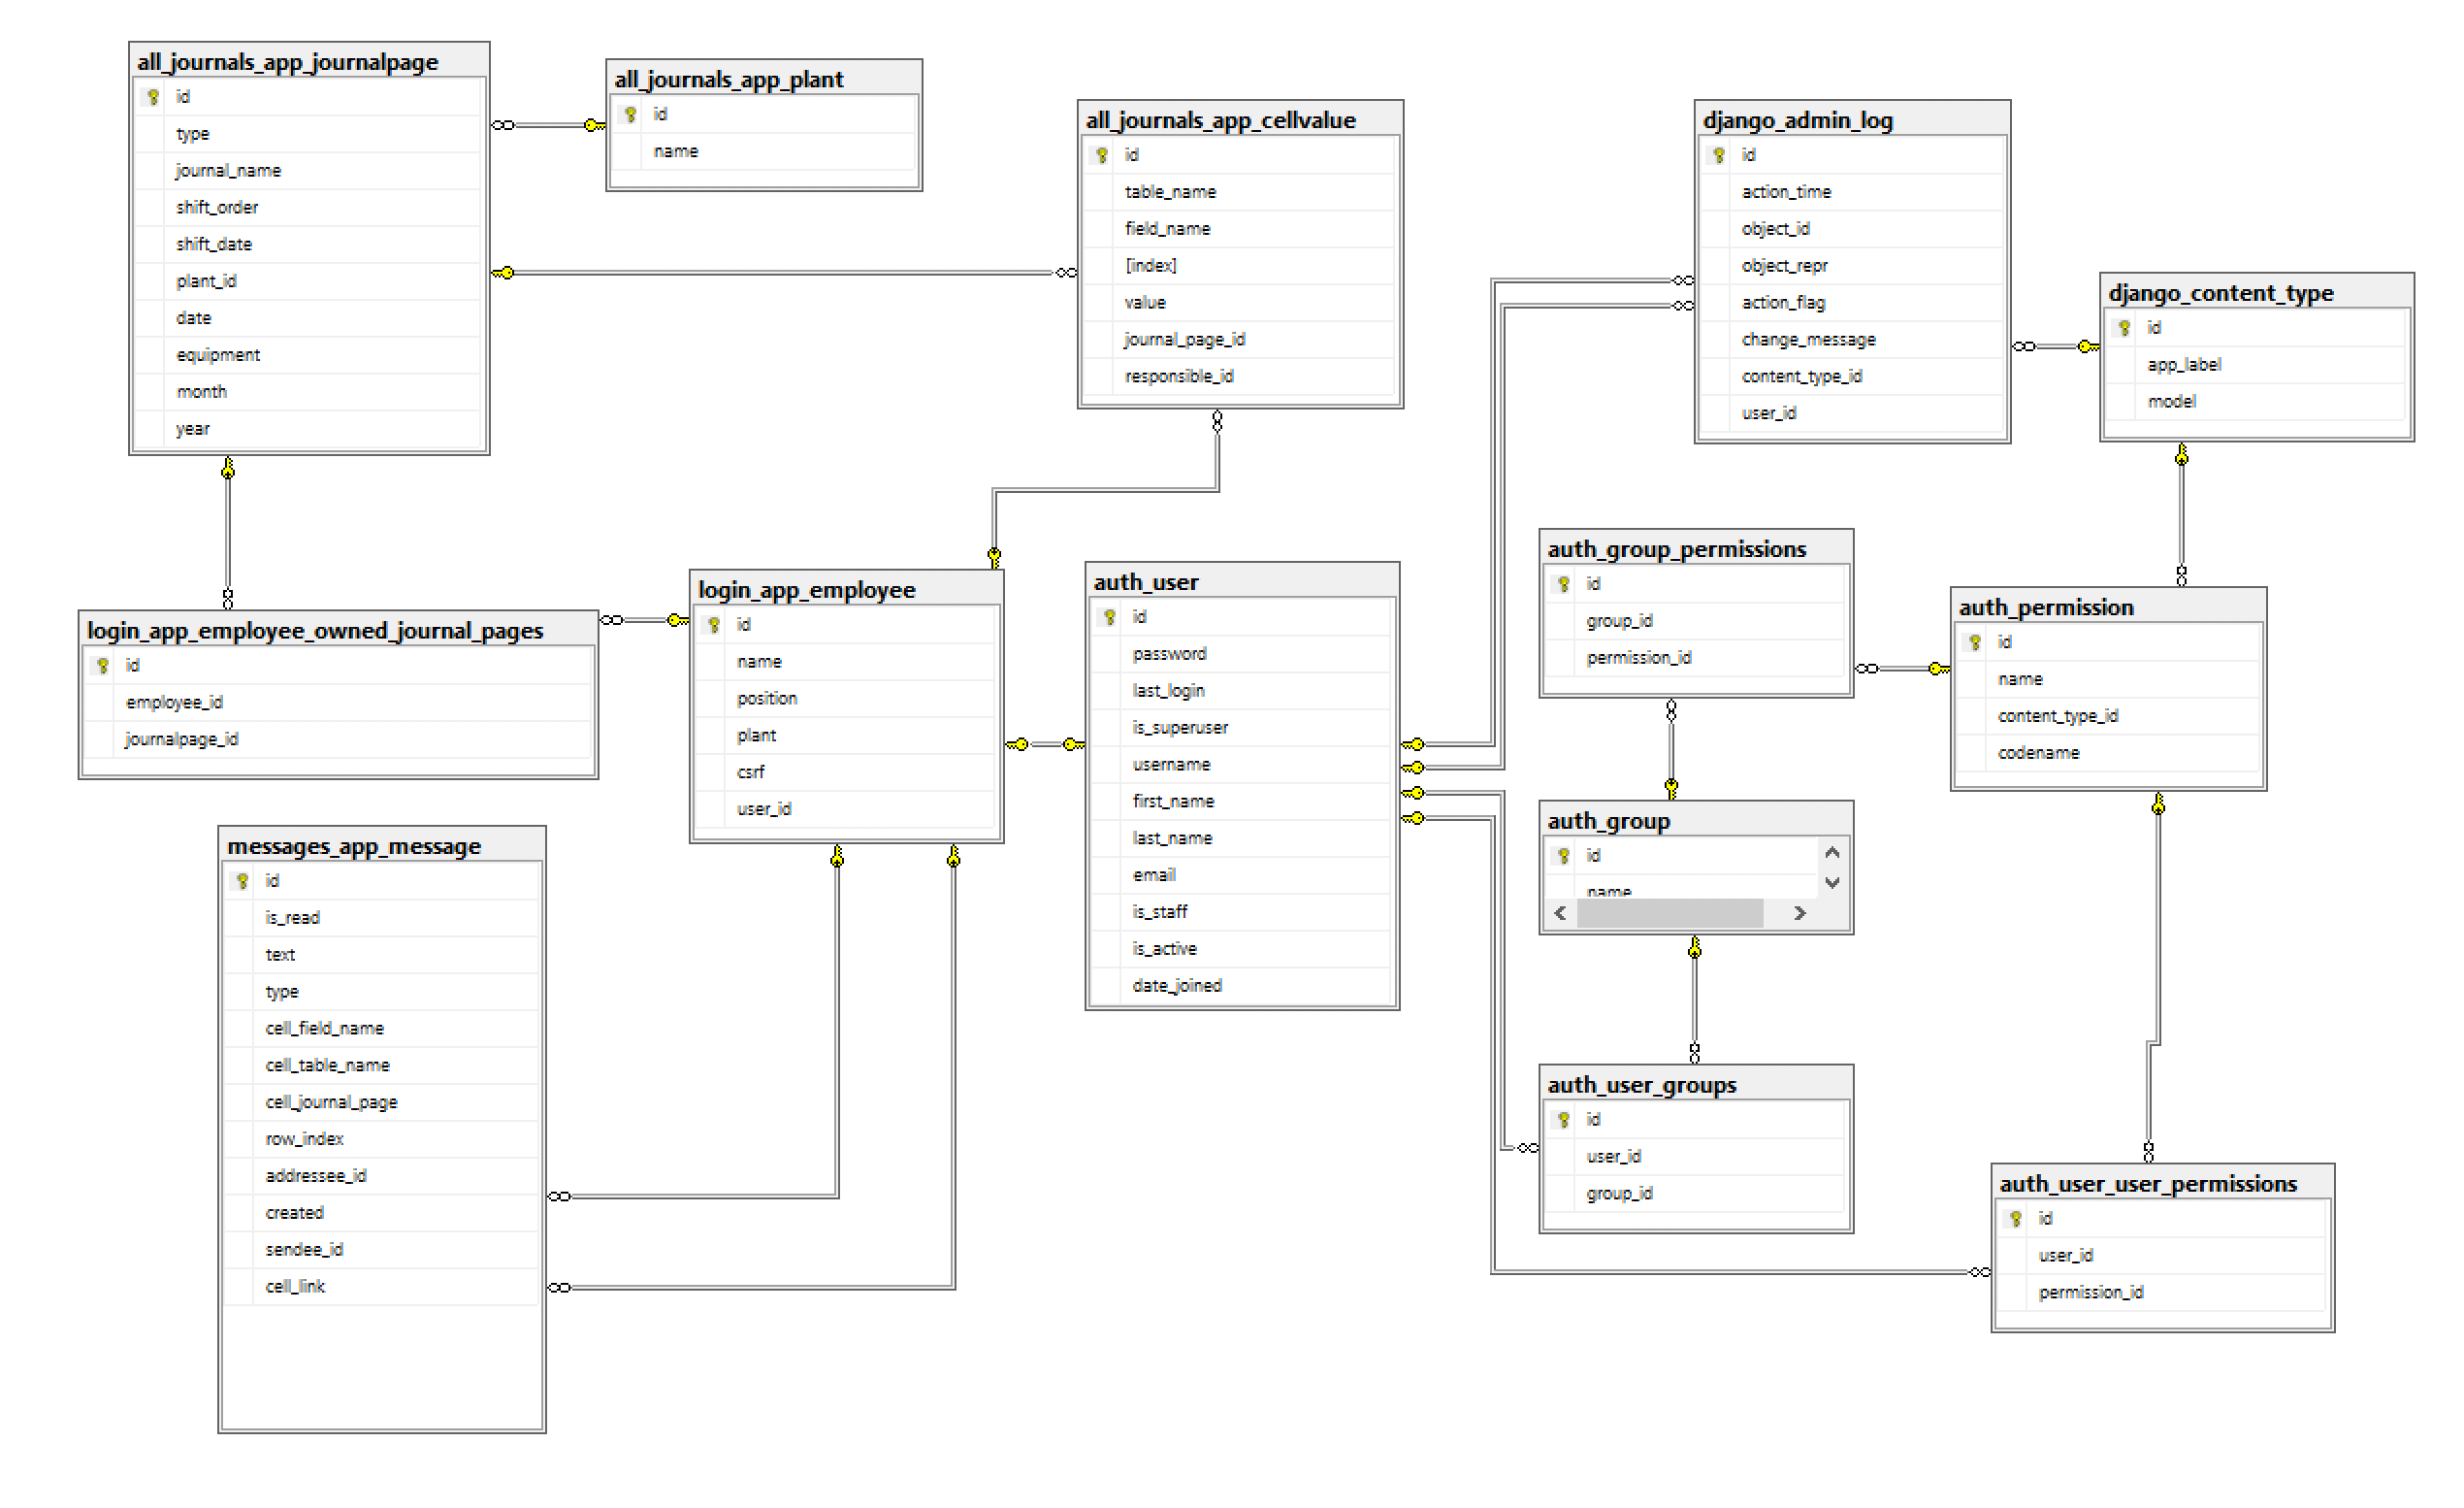 all_journals_app_journalpage
id
type
journal_name
shift_order
shift_date
plant_id
date
equipment
month
year
all_journals_app_plant
id
name
all_journals_app_cellvalue
id
table_name
field_name
[index]
value
journal_page_id
responsible_id
django_admin_log
id
action_time
object_id
object_repr
action_flag
change_message
content_type_id
user_id
django_content_type
id
app_label
model
login_app_employee_owned_journal_pages
id
employee_id
journalpage_id
login_app_employee
id
name
position
plant
csrf
user_id
auth_user
id
password
last_login
is_superuser
username
first_name
last_name
email
is_staff
is_active
date_joined
auth_group_permissions
id
group_id
permission_id
auth_permission
id
name
content_type_id
codename
auth_group
id
name
messages_app_message
id
is_read
text
type
cell_field_name
cell_table_name
cell_journal_page
row_index
addressee_id
created
sendee_id
cell_link
auth_user_groups
id
user_id
group_id
auth_user_user_permissions
id
user_id
permission_id